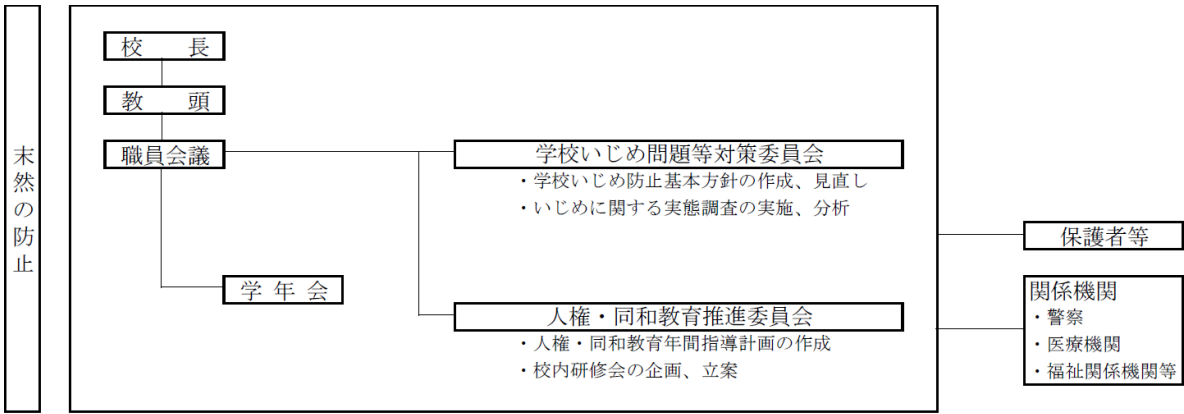 末然の防止
校長
教頭
職員会議
学校いじめ問題等対策委員会
・学校いじめ防止基本方針の作成、見直し
・いじめに関する実態調査の実施、分析
学年会
人権・同和教育推進委員会
・人権・同和教育年間指導計画の作成
・校内研修会の企画、立案
保護者等
関係機関
・警察
・医療機関
・福祉関係機関等